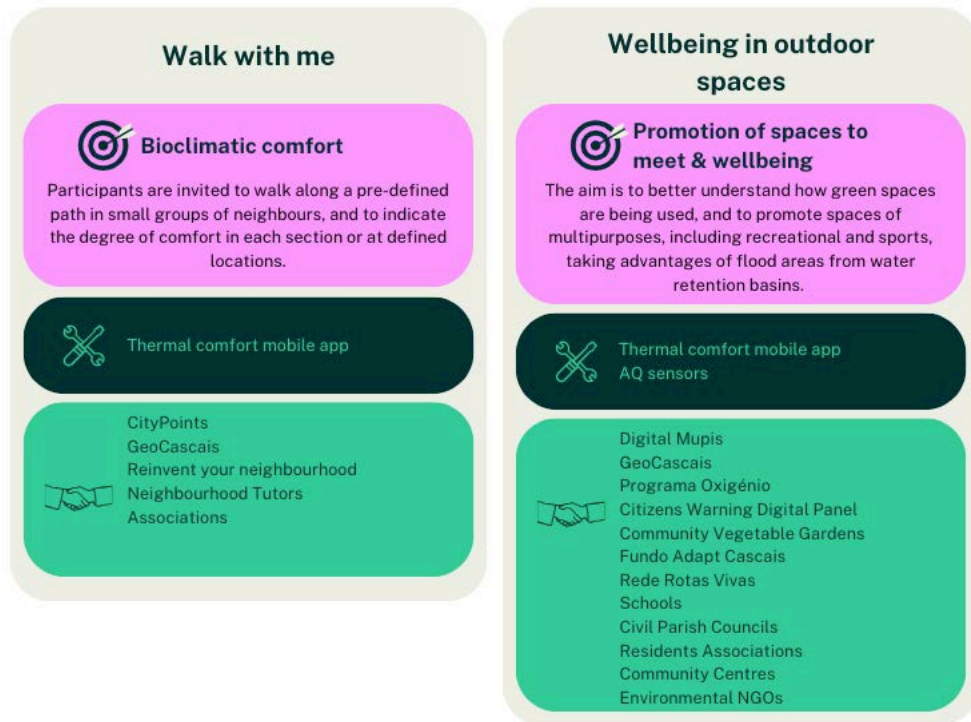 Walk with me
Bioclimatic comfort
Participants are invited to walk along a pre-defined
path in small groups of neighbours, and to indicate
the degree of comfort in each section or at defined
locations.
Thermal comfort mobile app
CityPoints
GeoCascais
Reinvent your neighbourhood
Neighbourhood Tutors
Associations
Wellbeing in outdoor
spaces
Promotion of spaces to
meet & wellbeing
The aim is to better understand how green spaces
are being used, and to promote spaces of
multipurposes, including recreational and sports,
taking advantages of flood areas from water
retention basins.
Thermal comfort mobile app
AQ sensors
Digital Mupis
GeoCascais
Programa Oxigénio
Citizens Warning Digital Panel
Community Vegetable Gardens
Fundo Adapt Cascais
Rede Rotas Vivas
Schools
Civil Parish Councils
Residents Associations
Community Centres
Environmental NGOs